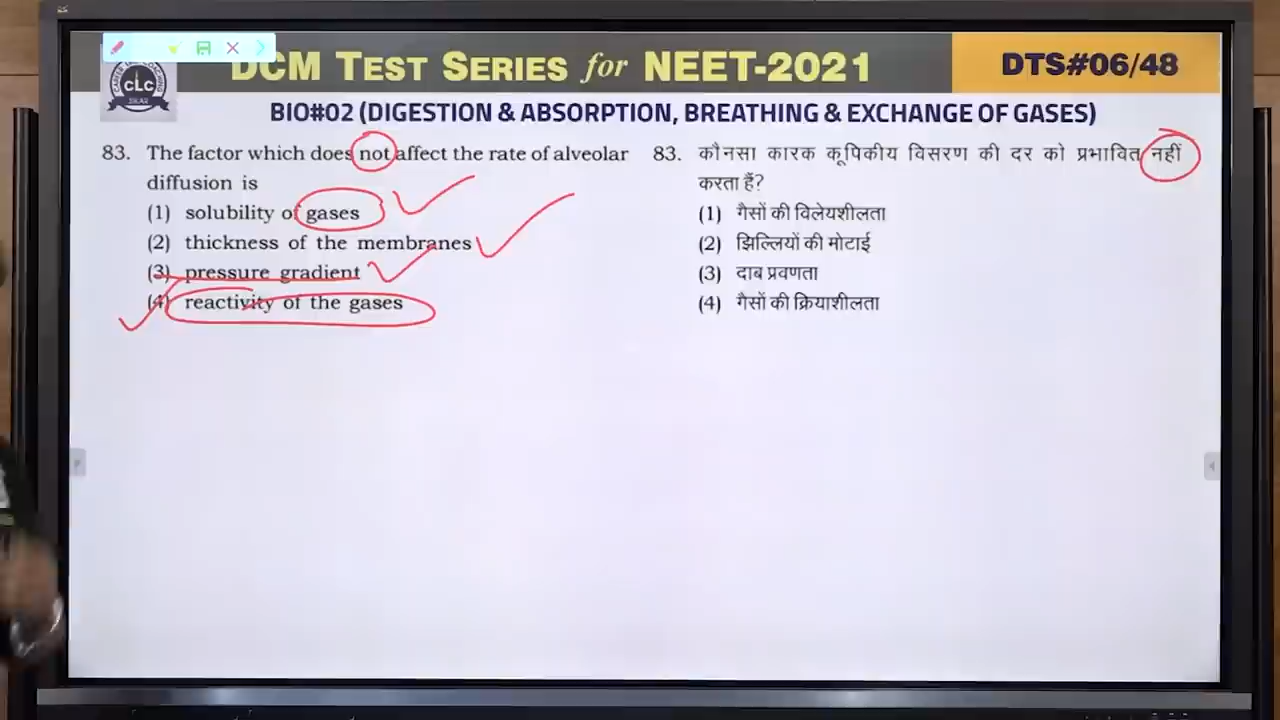 DCM TEST SERIES for NEET-2021
DTS#06/48
CLC
BIO#02 (DIGESTION & ABSORPTION, BREATHING & EXCHANGE OF GASES)
83. The factor which does not affect the rate of alveolar
diffusion is
(1) solubility of gases
(2) thickness of the membranes
(3) pressure gradient
(4) reactivity of the gases
83. कौनसा कारक कूपिकीय विसरण की दर को प्रभावित नहीं
करता हैं?
(1) गैसों की विलेयशीलता
(2) झिल्लियों की मोटाई
(3) दाब प्रवणता
(4) गैसों की क्रियाशीलता